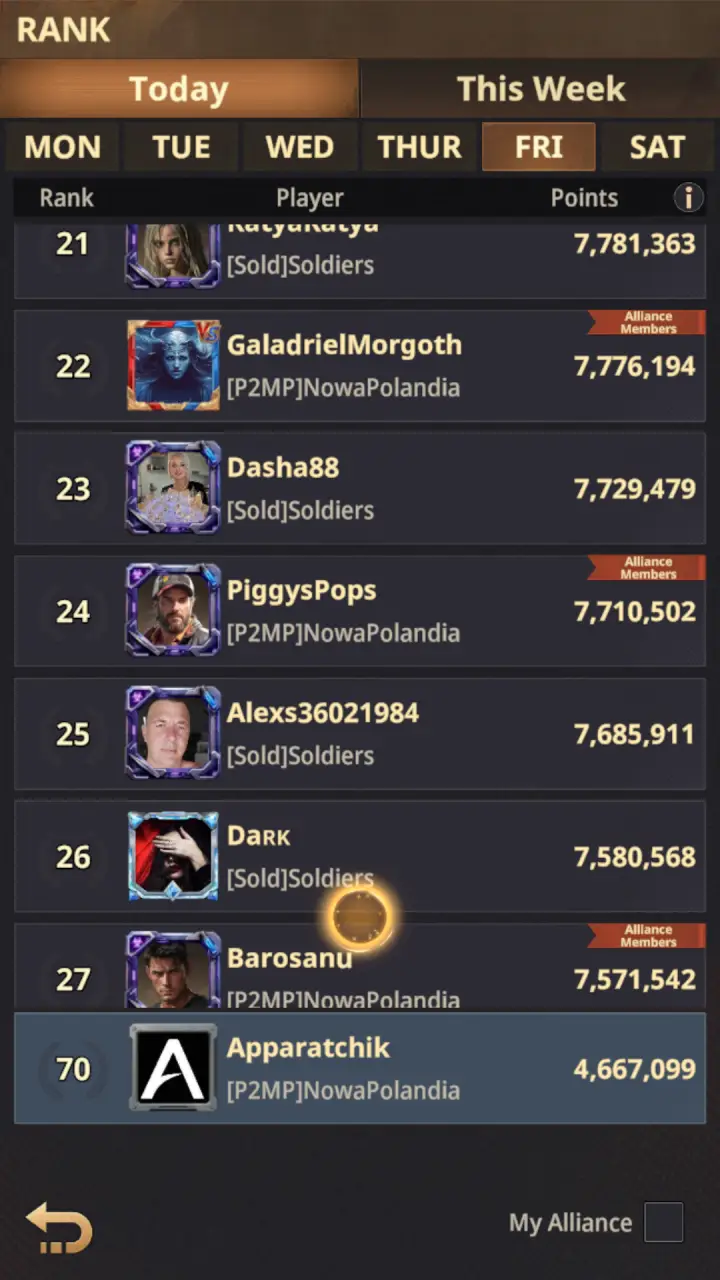 RANK
Today
This Week
MON TUE WED THUR FRI SAT
Rank Player Points i
21
KatyaKatya
[Sold]Soldiers
7,781,363
Alliance
Members
22
GaladrielMorgoth
[P2MP]NowaPolandia
7,776,194
23
Dasha88
[Sold]Soldiers
7,729,479
Alliance
Members
24
PiggysPops
[P2MP]NowaPolandia
7,710,502
25
Alexs36021984
[Sold]Soldiers
7,685,911
26
Dᴀʀᴋ
[Sold]Soldiers
7,580,568
Alliance
Members
27
Barosanu
[P2MP]NowaPolandia
7,571,542
70
A
Apparatchik
[P2MP]NowaPolandia
4,667,099
My Alliance